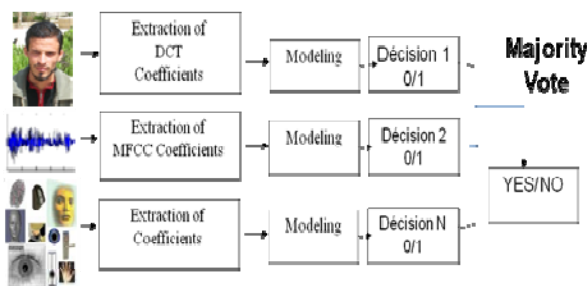 Extraction of
DCT
Coefficients
Modeling
Décision 1
0/1
Majority
Vote
Extraction of
MFCC Coefficients
Modeling
Décision 2
0/1
YES/NO
Extraction of
Coefficients
Modeling
Décision N
0/1